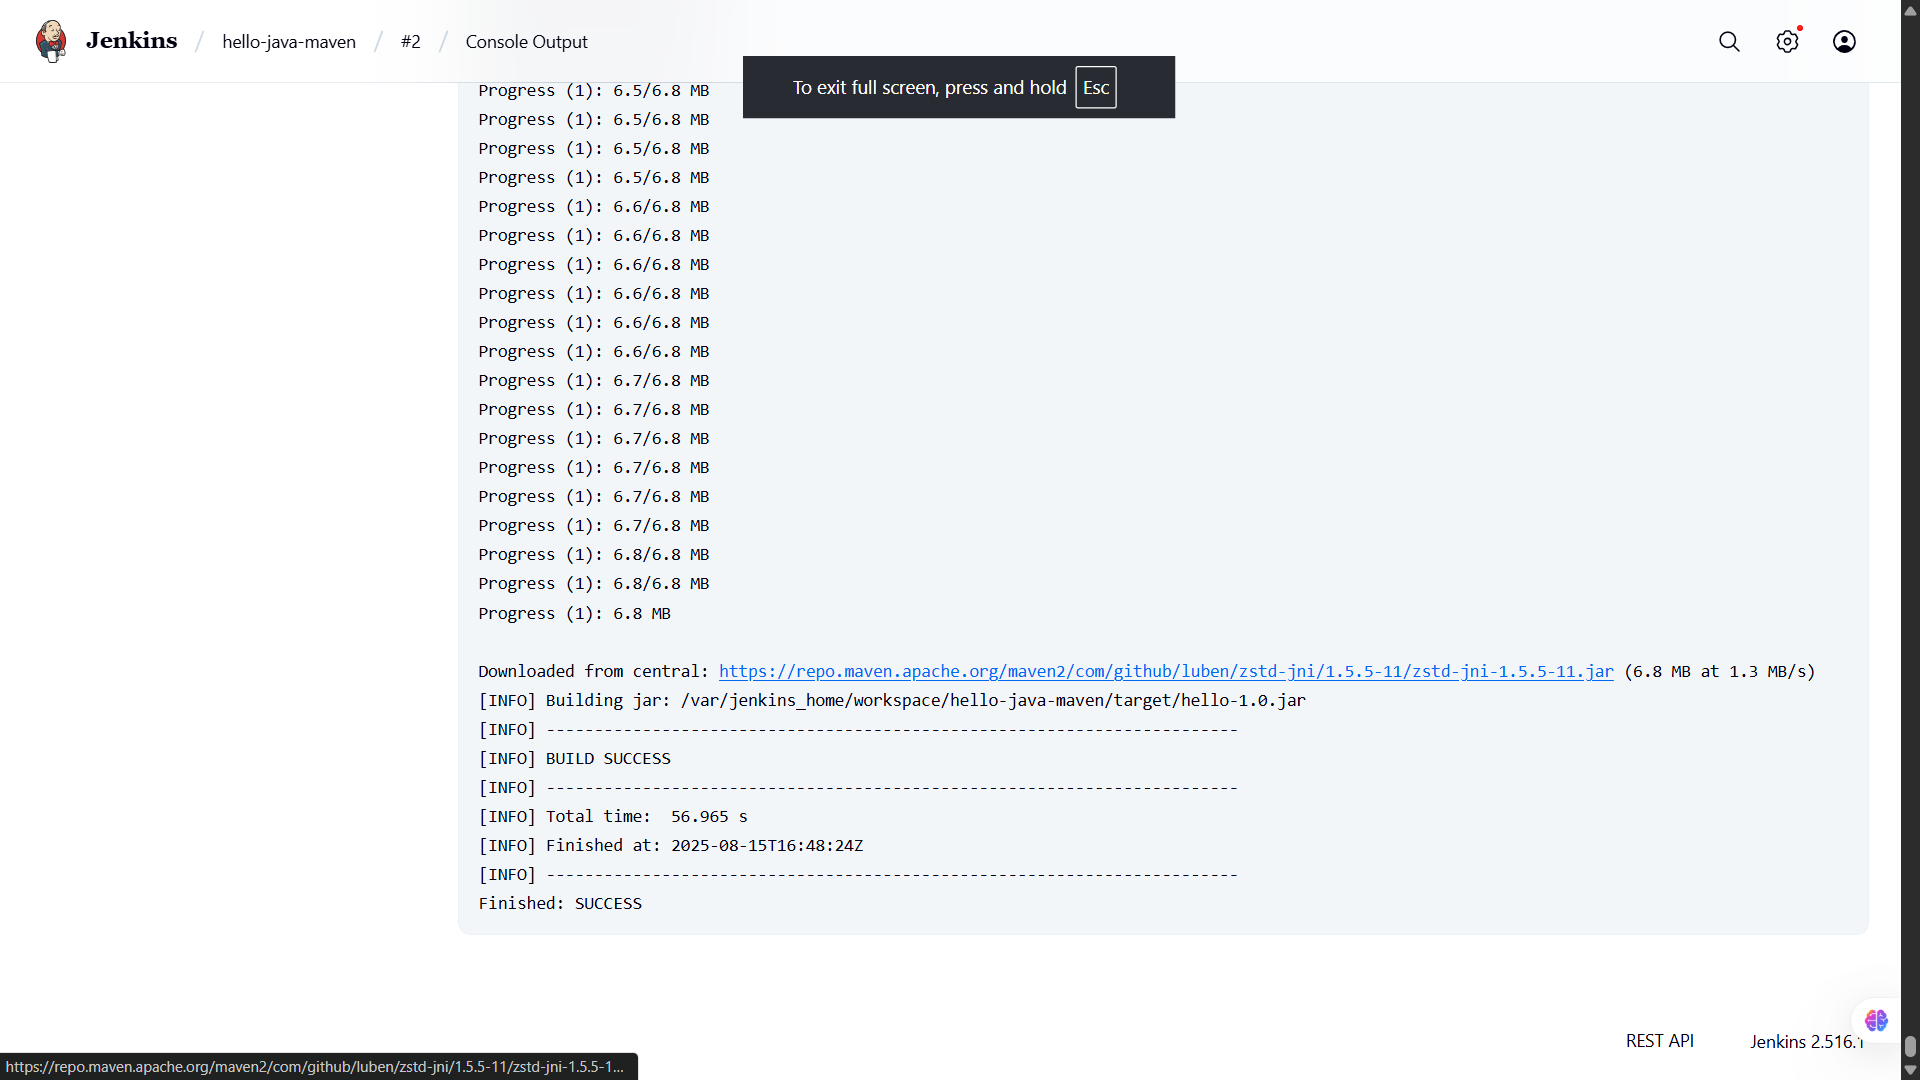 Jenkins / hello-java-maven / #2 / Console Output
To exit full screen, press and hold Esc
Progress (1): 6.5/6.8 MB
Progress (1): 6.5/6.8 MB
Progress (1): 6.5/6.8 MB
Progress (1): 6.5/6.8 MB
Progress (1): 6.6/6.8 MB
Progress (1): 6.6/6.8 MB
Progress (1): 6.6/6.8 MB
Progress (1): 6.6/6.8 MB
Progress (1): 6.6/6.8 MB
Progress (1): 6.6/6.8 MB
Progress (1): 6.7/6.8 MB
Progress (1): 6.7/6.8 MB
Progress (1): 6.7/6.8 MB
Progress (1): 6.7/6.8 MB
Progress (1): 6.7/6.8 MB
Progress (1): 6.7/6.8 MB
Progress (1): 6.8/6.8 MB
Progress (1): 6.8/6.8 MB
Progress (1): 6.8 MB
Downloaded from central: https://repo.maven.apache.org/maven2/com/github/luben/zstd-jni/1.5.5-11/zstd-jni-1.5.5-11.jar (6.8 MB at 1.3 MB/s)
[INFO] Building jar: /var/jenkins_home/workspace/hello-java-maven/target/hello-1.0.jar
[INFO] ------------------------------------------------------------------------
[INFO] BUILD SUCCESS
[INFO] ------------------------------------------------------------------------
[INFO] Total time:  56.965 s
[INFO] Finished at: 2025-08-15T16:48:24Z
[INFO] ------------------------------------------------------------------------
Finished: SUCCESS
REST API
Jenkins 2.516.1
https://repo.maven.apache.org/maven2/com/github/luben/zstd-jni/1.5.5-11/zstd-jni-1.5.5-1...